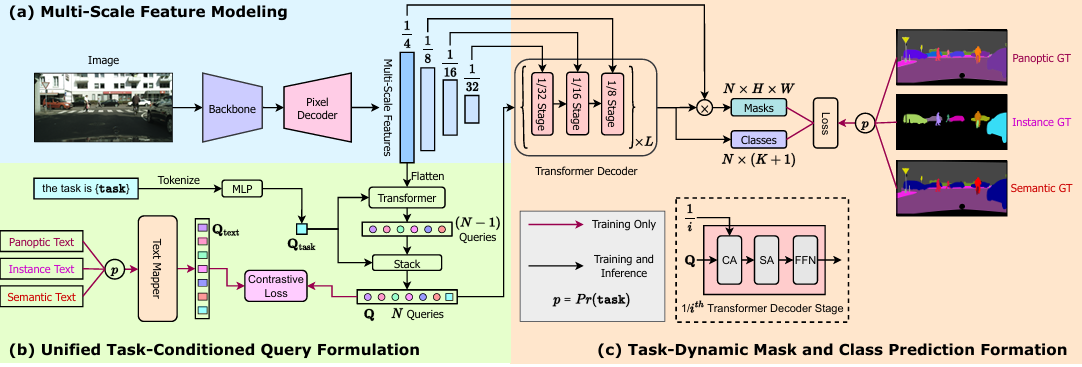 (a) Multi-Scale Feature Modeling
Image
Backbone
Pixel
Decoder
Multi-Scale Features
1/4
1/8
1/16
1/32
Flatten
the task is {task}
Tokenize
MLP
Q_task
Transformer
(N − 1)
Queries
Stack
Panoptic Text
Instance Text
Semantic Text
p
Text Mapper
Q_text
Contrastive
Loss
Q N Queries
(b) Unified Task-Conditioned Query Formulation
{
1/32 Stage
1/16 Stage
1/8 Stage
}
×L
Transformer Decoder
×
N × H × W
Masks
Classes
N × (K + 1)
Loss
p
Panoptic GT
Instance GT
Semantic GT
Training Only
Training and
Inference
p = Pr(task)
1/i
Q
CA
SA
FFN
1/i^th Transformer Decoder Stage
(c) Task-Dynamic Mask and Class Prediction Formation